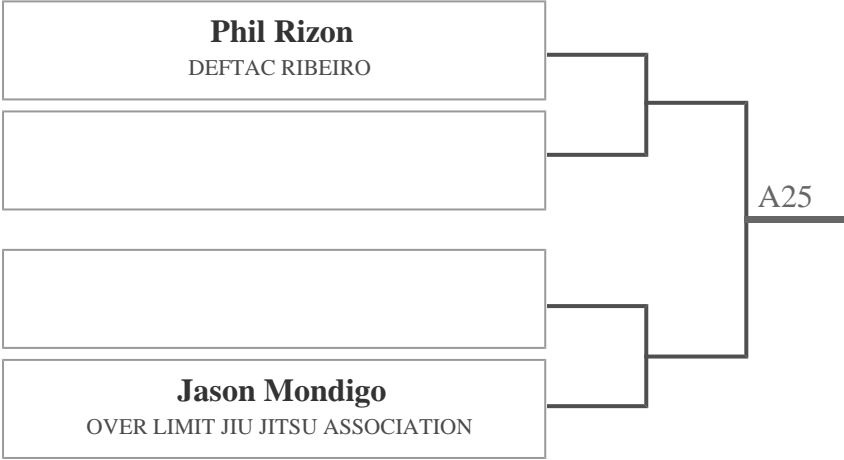 Phil Rizon
DEFTAC RIBEIRO
A25
Jason Mondigo
OVER LIMIT JIU JITSU ASSOCIATION